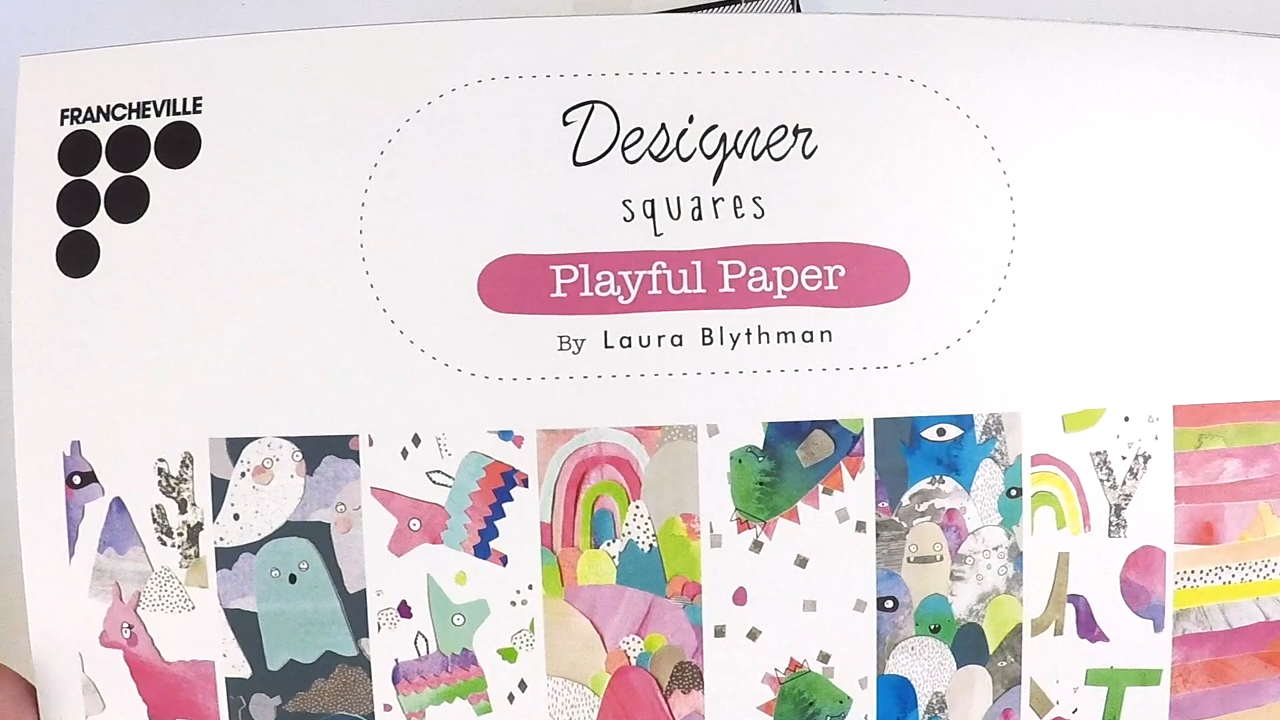 FRANCHEVILLE
Designer
squares
Playful Paper
By Laura Blythman